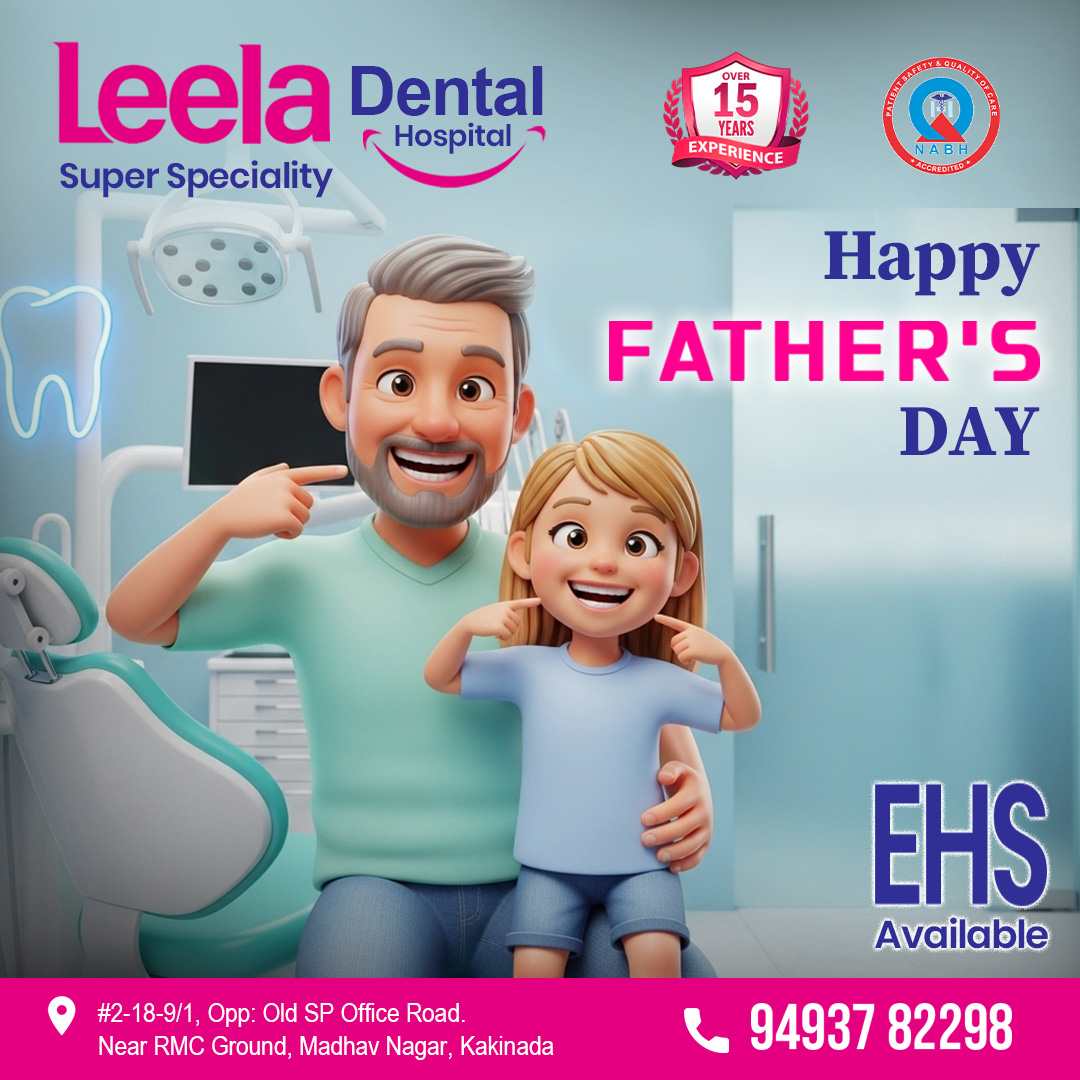 Leela Dental
Hospital
Super Speciality
OVER
15
YEARS
EXPERIENCE
PATIENT SAFETY & QUALITY OF CARE
NABH
ACCREDITED
Happy
FATHER'S
DAY
EHS
Available
#2-18-9/1, Opp: Old SP Office Road.
Near RMC Ground, Madhav Nagar, Kakinada
94937 82298